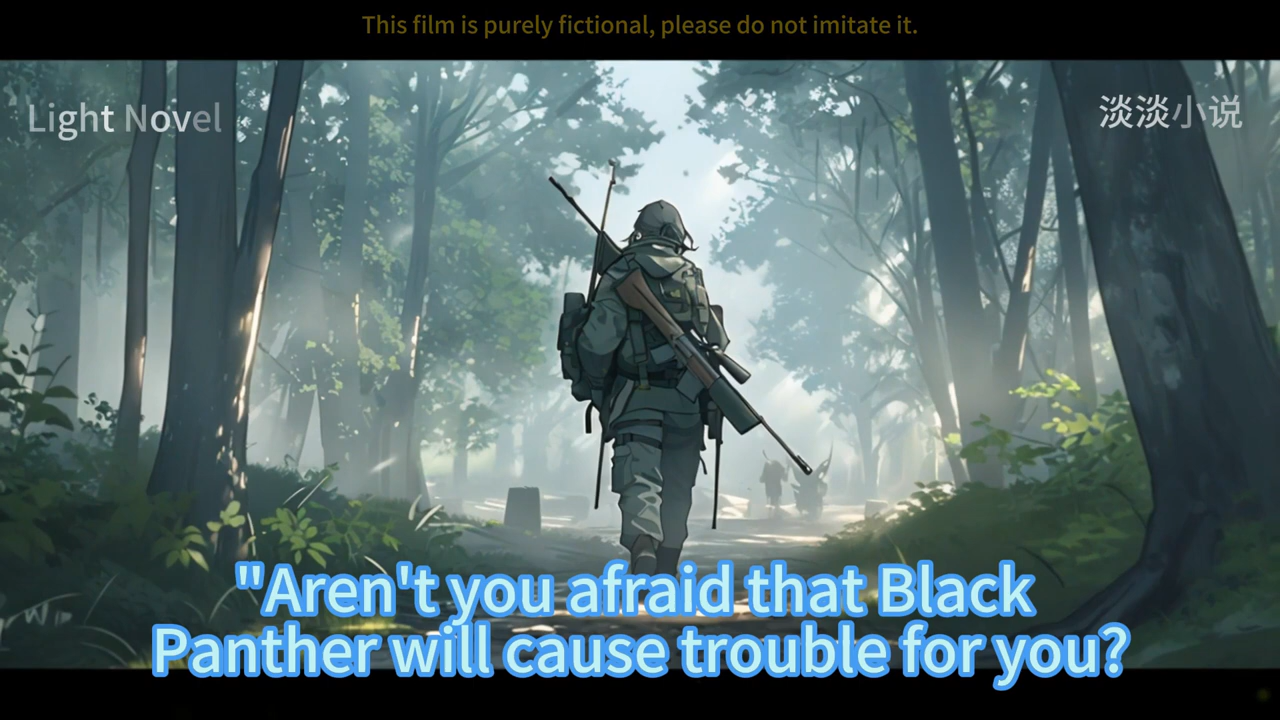 This film is purely fictional, please do not imitate it.
Light Novel
淡淡小说
"Aren't you afraid that Black
Panther will cause trouble for you?